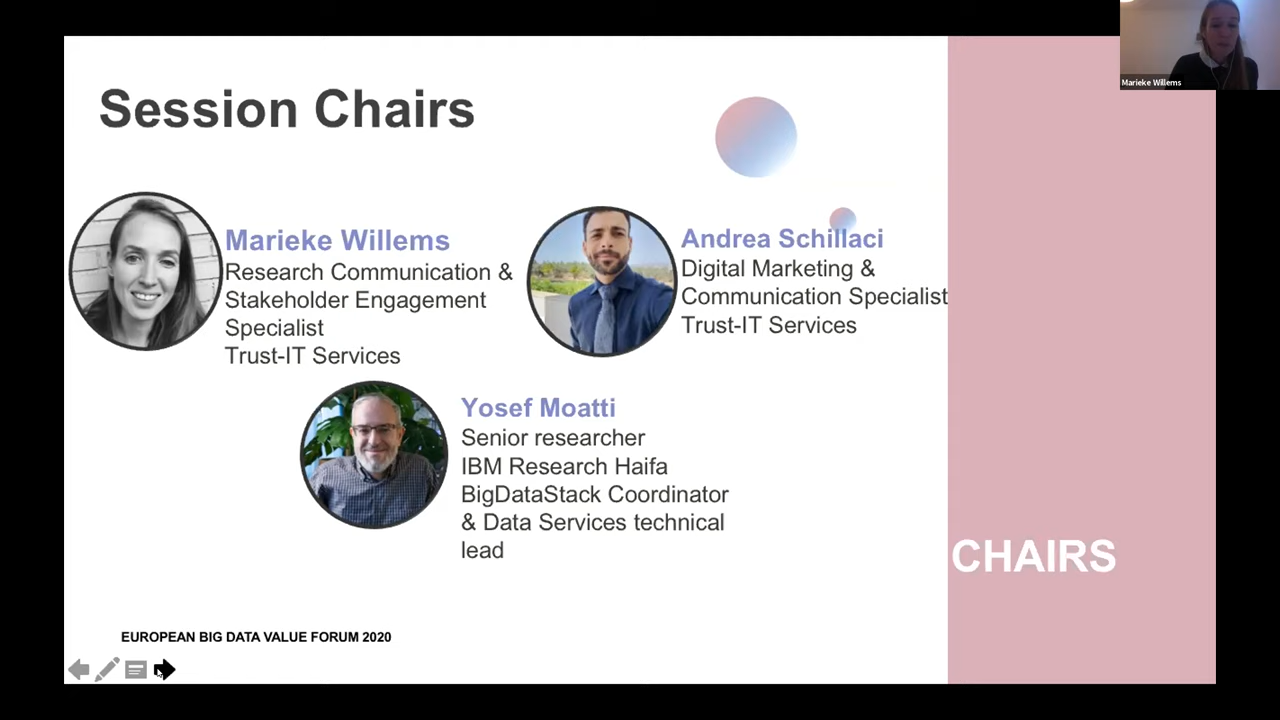 Session Chairs
Marieke Willems
Marieke Willems
Research Communication &
Stakeholder Engagement
Specialist
Trust-IT Services
Andrea Schillaci
Digital Marketing &
Communication Specialist
Trust-IT Services
Yosef Moatti
Senior researcher
IBM Research Haifa
BigDataStack Coordinator
& Data Services technical
lead
CHAIRS
EUROPEAN BIG DATA VALUE FORUM 2020